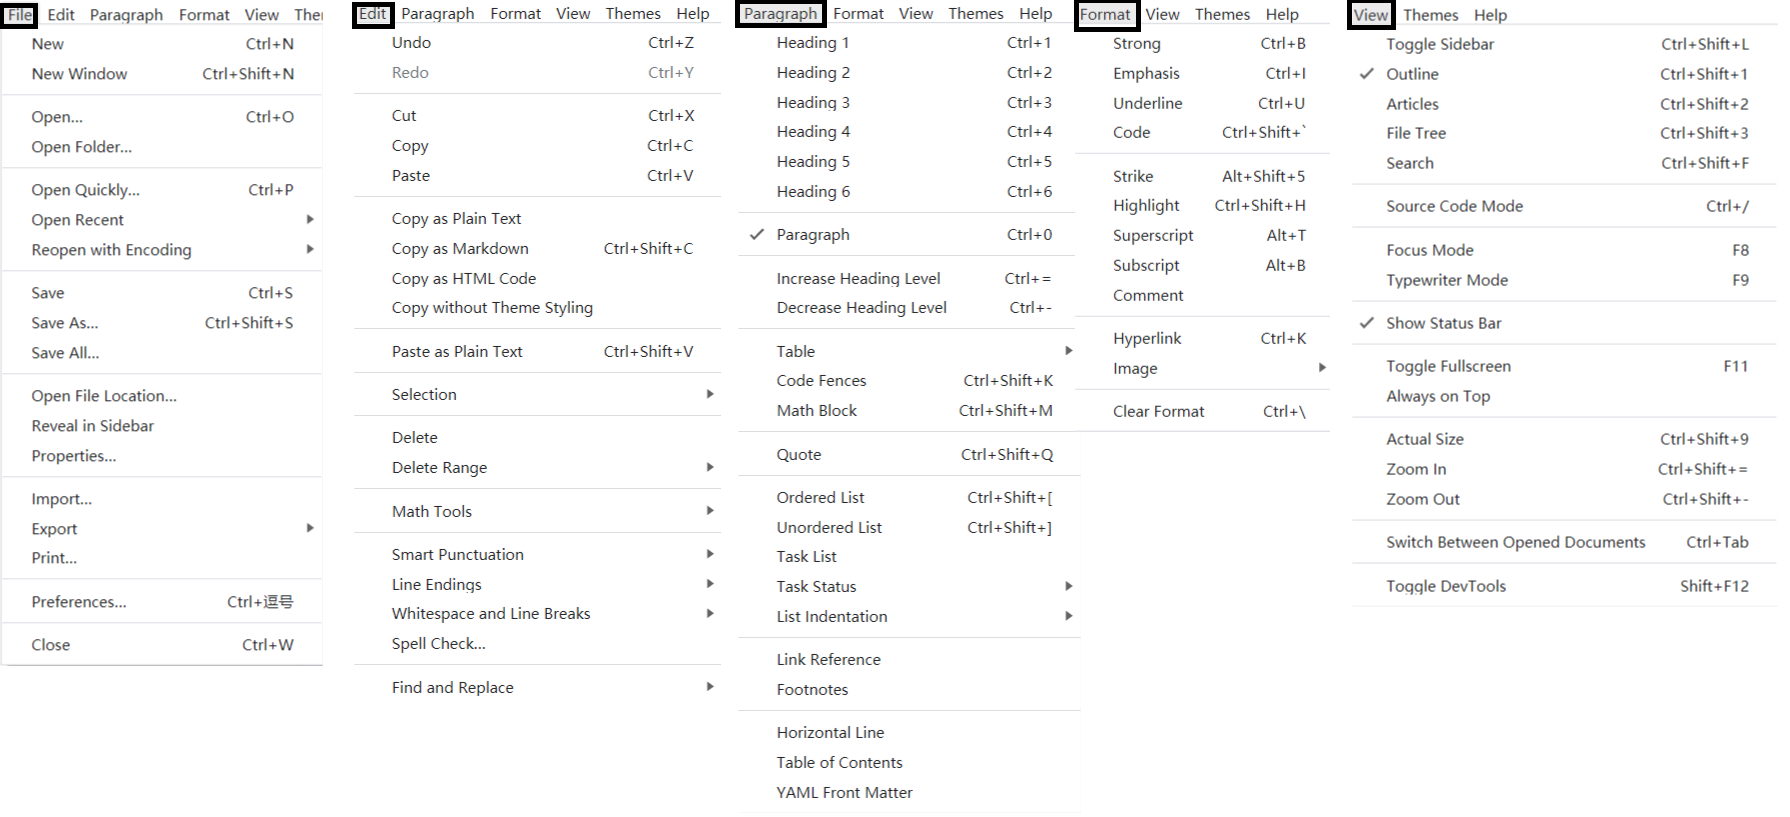 File Edit Paragraph Format View The
New Ctrl+N
New Window Ctrl+Shift+N
Open... Ctrl+O
Open Folder...
Open Quickly... Ctrl+P
Open Recent
Reopen with Encoding
Save Ctrl+S
Save As... Ctrl+Shift+S
Save All...
Open File Location...
Reveal in Sidebar
Properties...
Import...
Export
Print...
Preferences... Ctrl+逗号
Close Ctrl+W
Edit Paragraph Format View Themes Help
Undo Ctrl+Z
Redo Ctrl+Y
Cut Ctrl+X
Copy Ctrl+C
Paste Ctrl+V
Copy as Plain Text
Copy as Markdown Ctrl+Shift+C
Copy as HTML Code
Copy without Theme Styling
Paste as Plain Text Ctrl+Shift+V
Selection
Delete
Delete Range
Math Tools
Smart Punctuation
Line Endings
Whitespace and Line Breaks
Spell Check...
Find and Replace
Paragraph Format View Themes Help
Heading 1 Ctrl+1
Heading 2 Ctrl+2
Heading 3 Ctrl+3
Heading 4 Ctrl+4
Heading 5 Ctrl+5
Heading 6 Ctrl+6
Paragraph Ctrl+0
Increase Heading Level Ctrl+=
Decrease Heading Level Ctrl+-
Table
Code Fences Ctrl+Shift+K
Math Block Ctrl+Shift+M
Quote Ctrl+Shift+Q
Ordered List Ctrl+Shift+[
Unordered List Ctrl+Shift+]
Task List
Task Status
List Indentation
Link Reference
Footnotes
Horizontal Line
Table of Contents
YAML Front Matter
Format View Themes Help
Strong Ctrl+B
Emphasis Ctrl+I
Underline Ctrl+U
Code Ctrl+Shift+`
Strike Alt+Shift+5
Highlight Ctrl+Shift+H
Superscript Alt+T
Subscript Alt+B
Comment
Hyperlink Ctrl+K
Image
Clear Format Ctrl+\
View Themes Help
Toggle Sidebar Ctrl+Shift+L
Outline Ctrl+Shift+1
Articles Ctrl+Shift+2
File Tree Ctrl+Shift+3
Search Ctrl+Shift+F
Source Code Mode Ctrl+/
Focus Mode F8
Typewriter Mode F9
Show Status Bar
Toggle Fullscreen F11
Always on Top
Actual Size Ctrl+Shift+9
Zoom In Ctrl+Shift+=
Zoom Out Ctrl+Shift+-
Switch Between Opened Documents Ctrl+Tab
Toggle DevTools Shift+F12